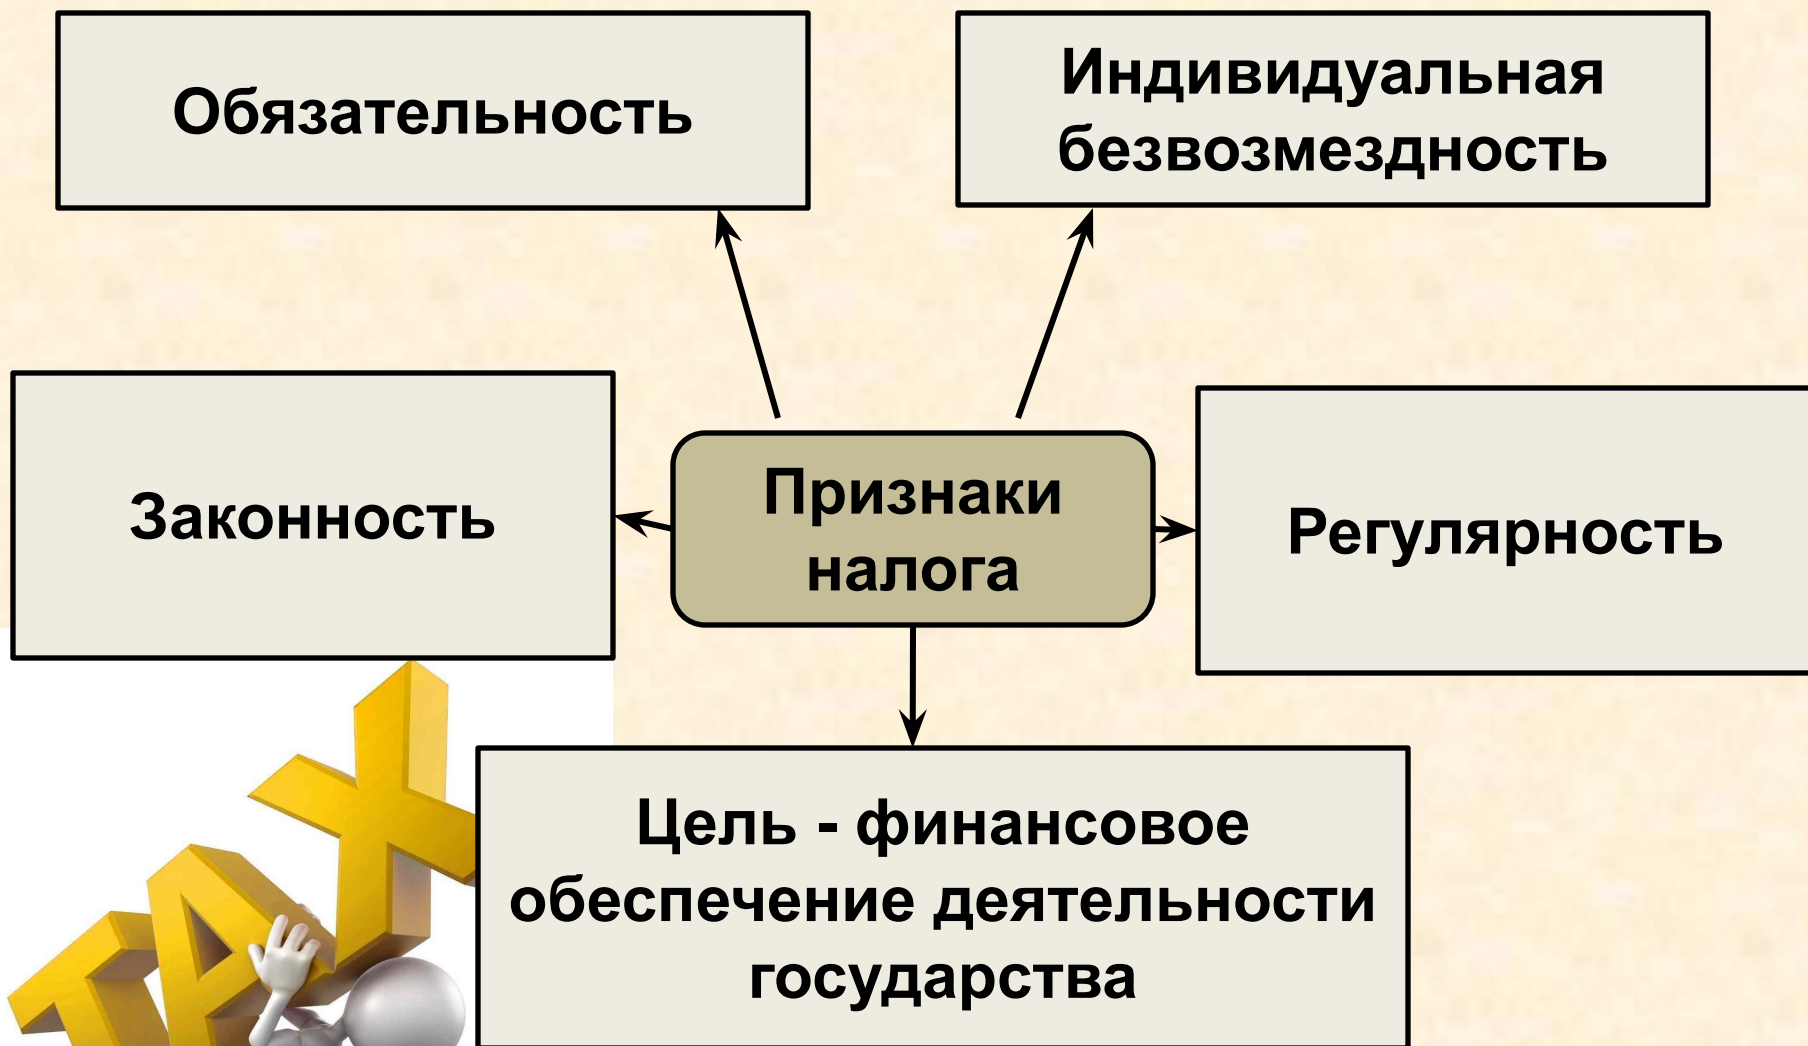 Обязательность
Индивидуальная
безвозмездность
Законность
Признаки
налога
Регулярность
Цель - финансовое
обеспечение деятельности
государства
TAX